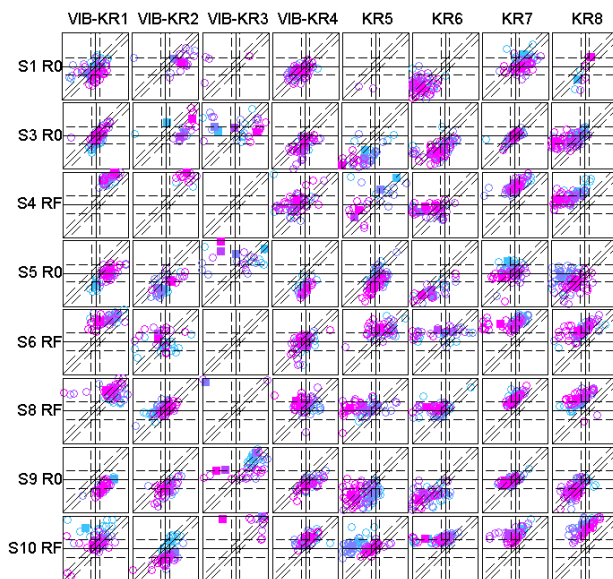 VIB-KR1 VIB-KR2 VIB-KR3 VIB-KR4 KR5 KR6 KR7 KR8
S1 R0
S3 R0
S4 RF
S5 R0
S6 RF
S8 RF
S9 R0
S10 RF